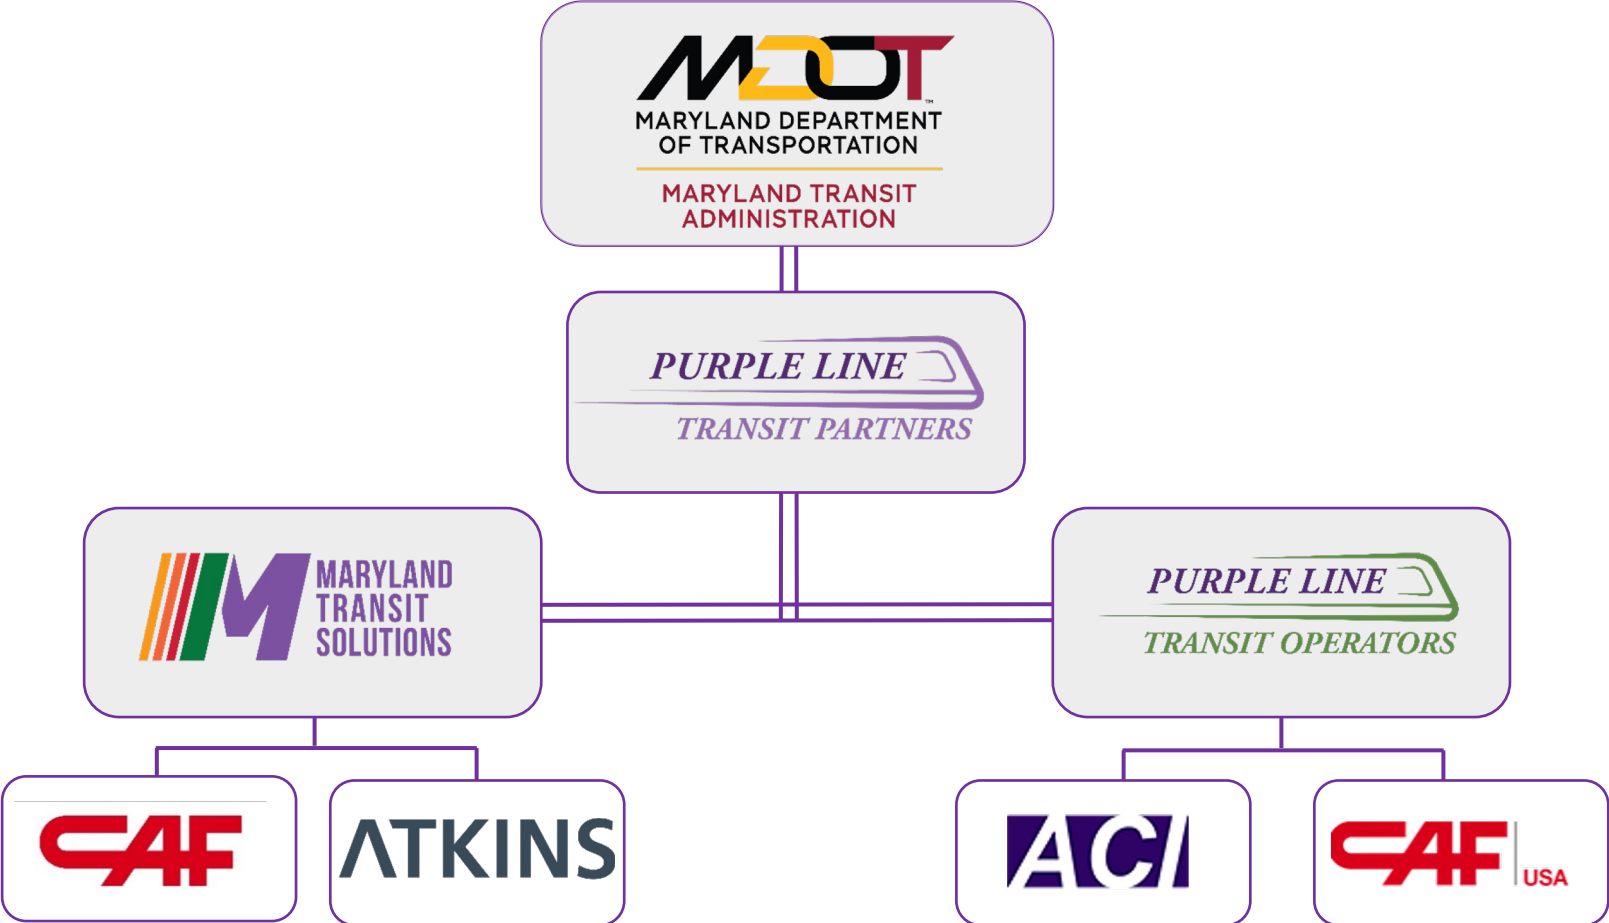 MDOT
TM
MARYLAND DEPARTMENT
OF TRANSPORTATION
MARYLAND TRANSIT
ADMINISTRATION
PURPLE LINE
TRANSIT PARTNERS
M MARYLAND
TRANSIT
SOLUTIONS
PURPLE LINE
TRANSIT OPERATORS
CAF
ATKINS
ACI
CAF USA